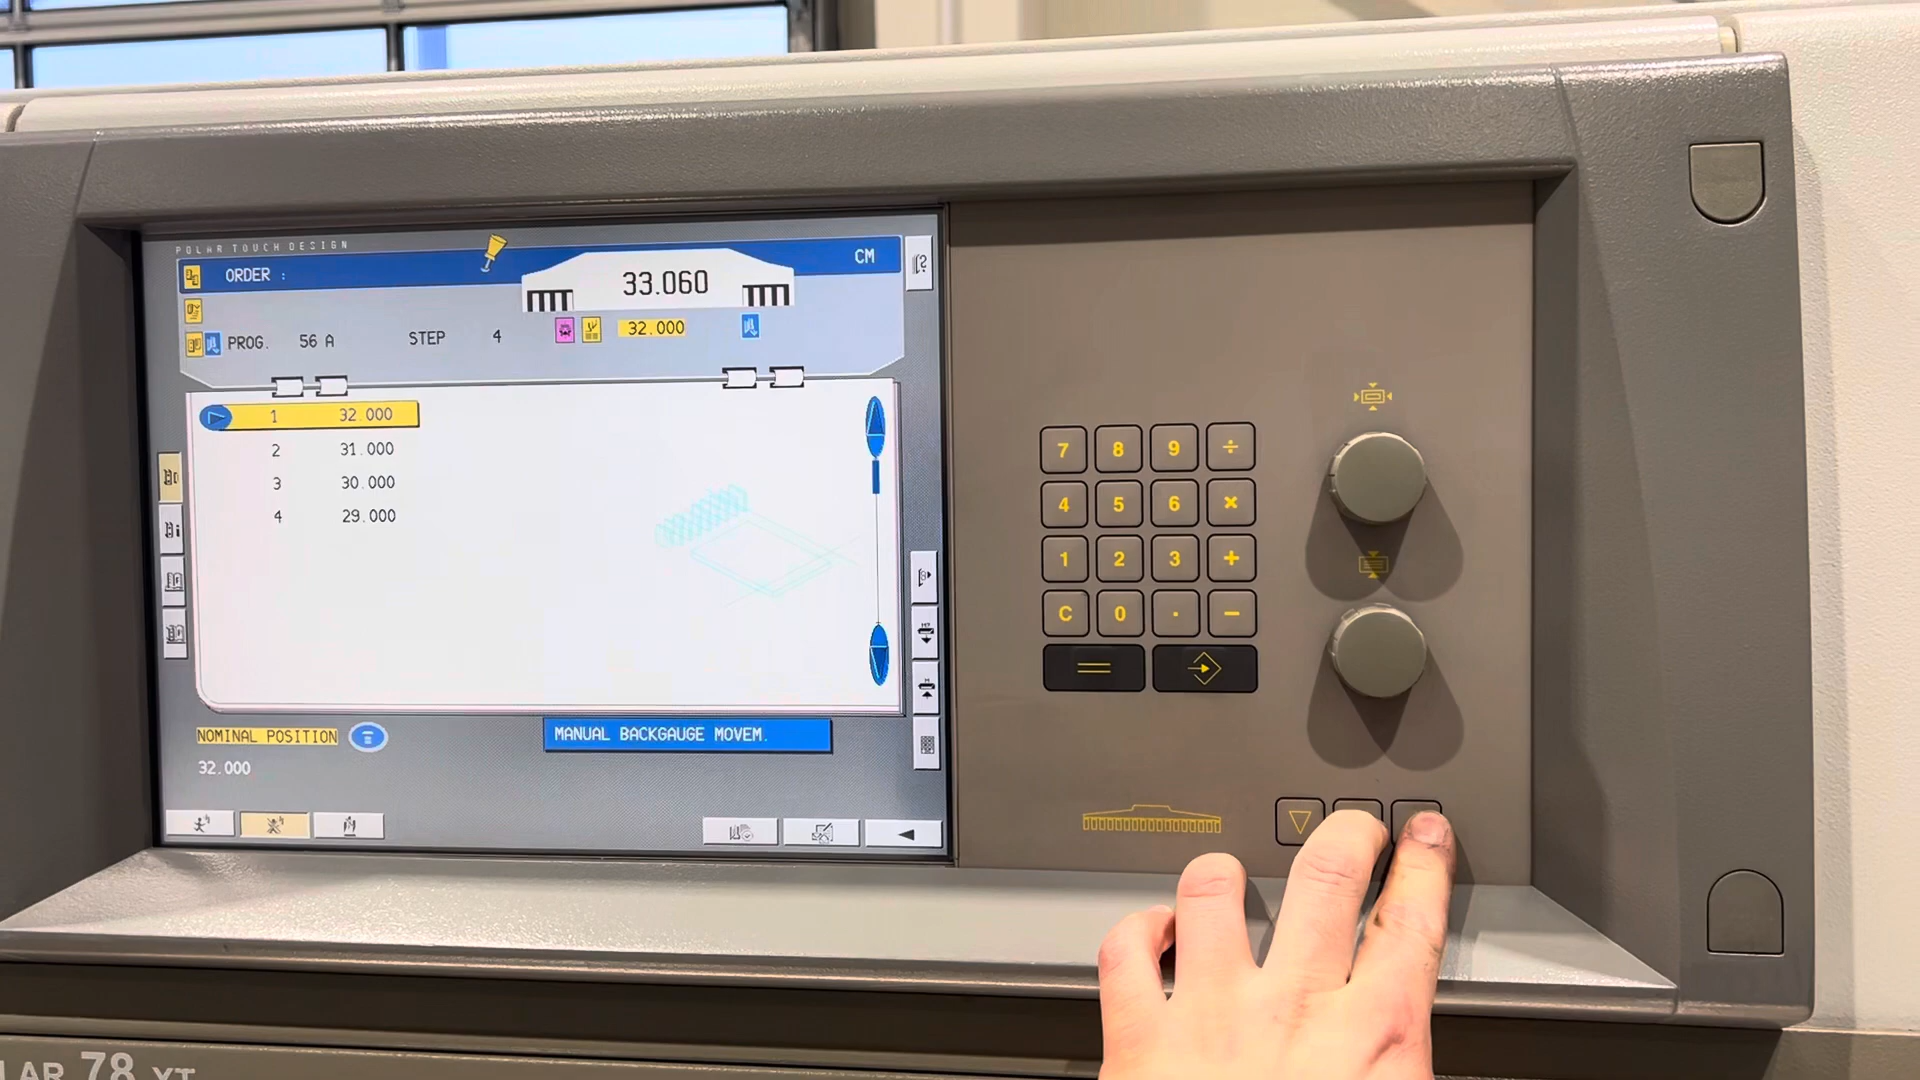 POLAR TOUCH DESIGN
ORDER :
CM
33.060
PROG. 56 A STEP 4 32.000
1 32.000
2 31.000
3 30.000
4 29.000
NOMINAL POSITION
MANUAL BACKGAUGE MOVEM.
32.000
7 8 9 ÷
4 5 6 ×
1 2 3 +
C 0 . −
=
LAR 78 XT